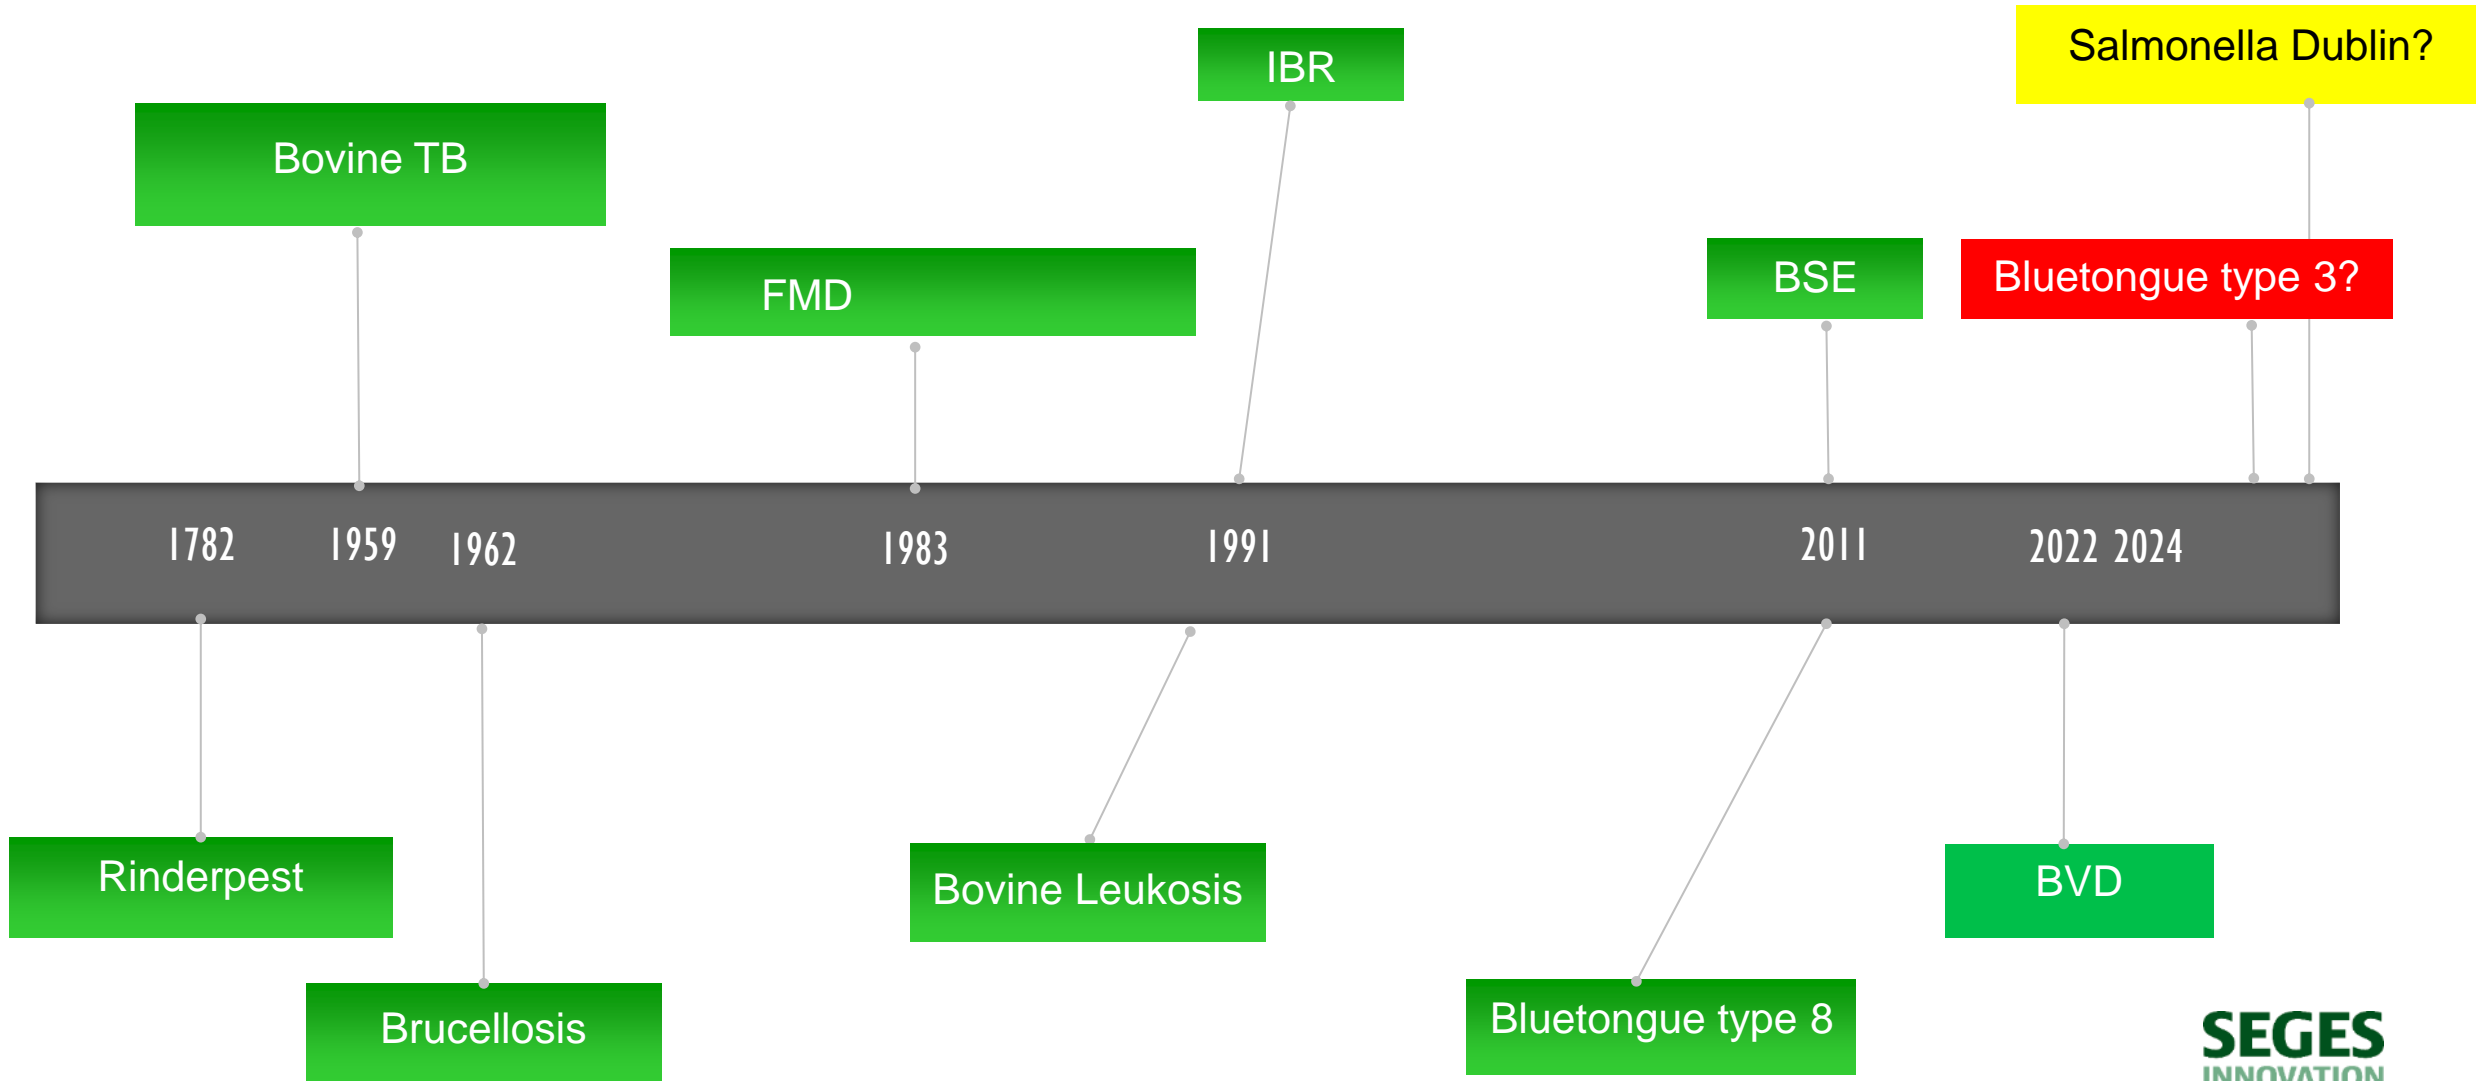 Salmonella Dublin?
IBR
Bovine TB
FMD
BSE
Bluetongue type 3?
1782
1959
1962
1983
1991
2011
2022
2024
Rinderpest
Bovine Leukosis
BVD
Brucellosis
Bluetongue type 8
SEGES
INNOVATION